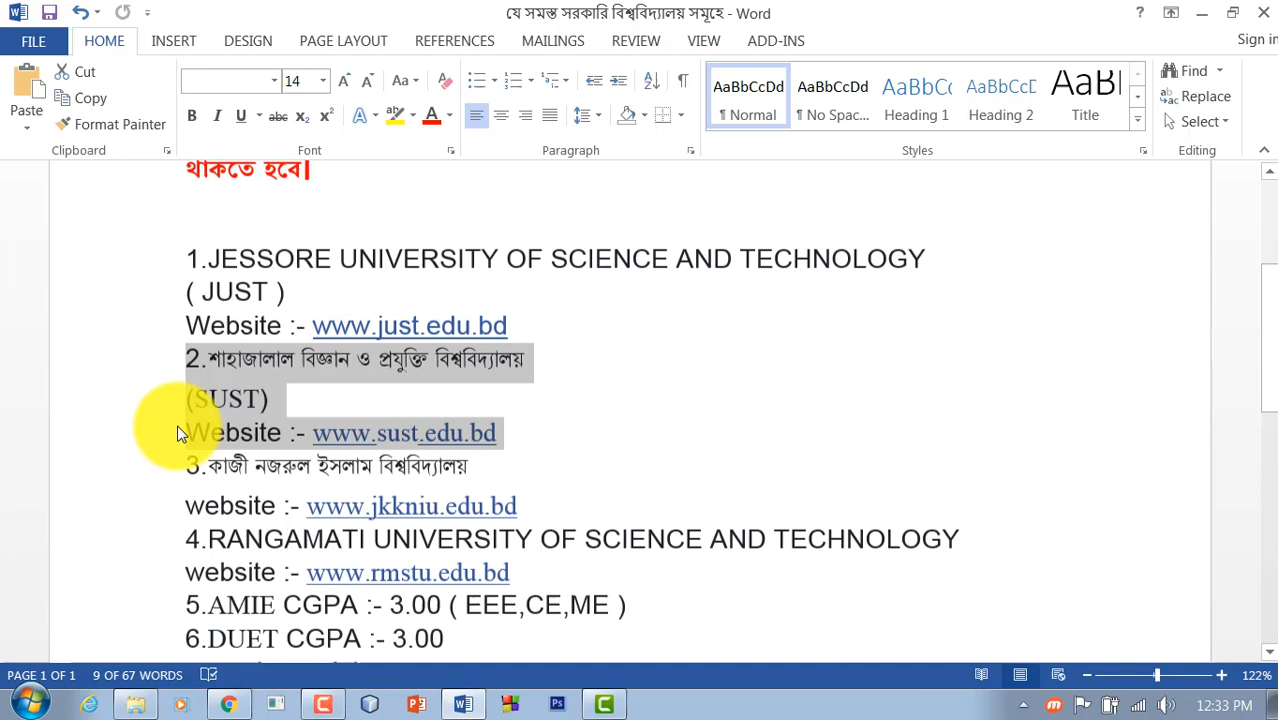 যে সমস্ত সরকারি বিশ্ববিদ্যালয় সমূহে - Word
FILE HOME INSERT DESIGN PAGE LAYOUT REFERENCES MAILINGS REVIEW VIEW ADD-INS Sign in
Paste
Cut
Copy
Format Painter
Clipboard
14
Font
Paragraph
AaBbCcDd AaBbCcDd AaBbCc AaBbCcD AaBl
¶ Normal ¶ No Spac... Heading 1 Heading 2 Title
Styles
Find
Replace
Select
Editing
থাকতে হবে।
1.JESSORE UNIVERSITY OF SCIENCE AND TECHNOLOGY
( JUST )
Website :- www.just.edu.bd
2.শাহাজালাল বিজ্ঞান ও প্রযুক্তি বিশ্ববিদ্যালয়
(SUST)
Website :- www.sust.edu.bd
3.কাজী নজরুল ইসলাম বিশ্ববিদ্যালয়
website :- www.jkkniu.edu.bd
4.RANGAMATI UNIVERSITY OF SCIENCE AND TECHNOLOGY
website :- www.rmstu.edu.bd
5.AMIE CGPA :- 3.00 ( EEE,CE,ME )
6.DUET CGPA :- 3.00
PAGE 1 OF 1 9 OF 67 WORDS 122%
12:33 PM